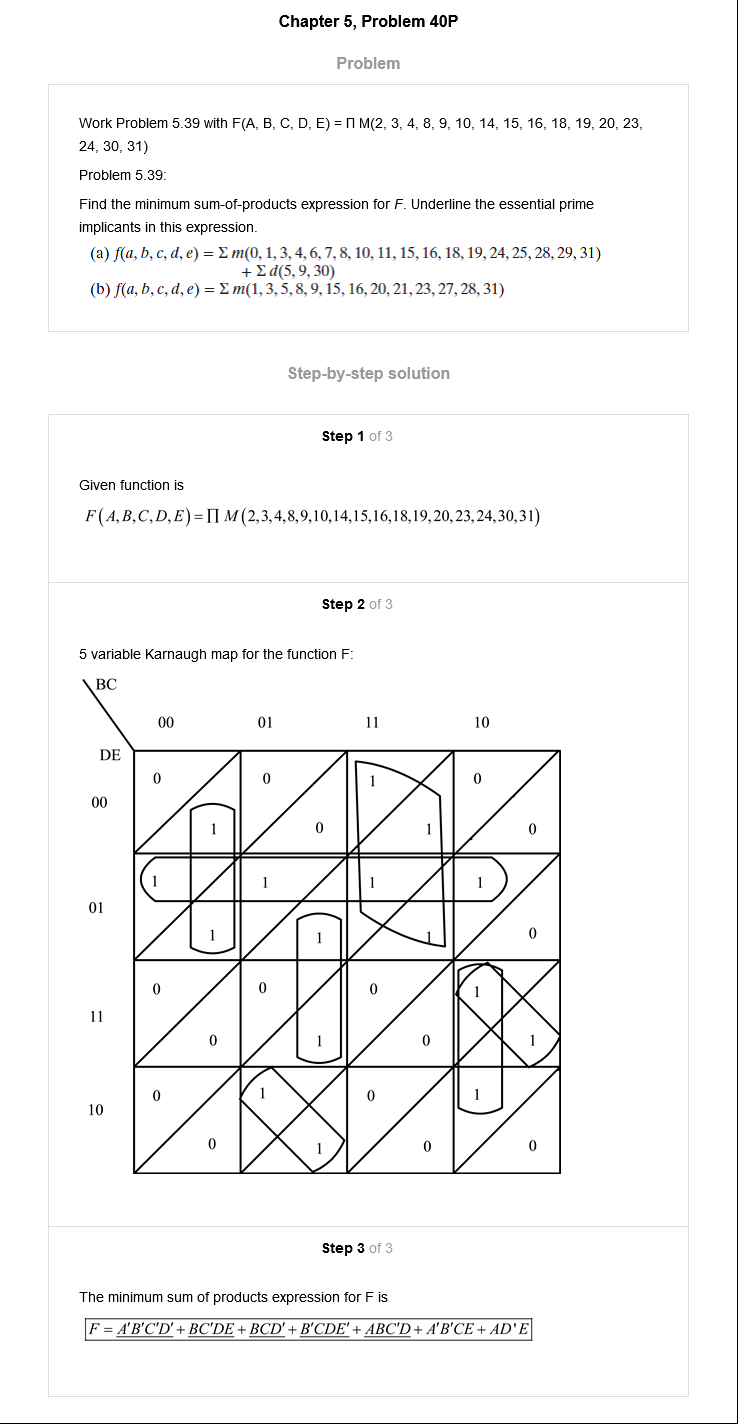 Chapter 5, Problem 40P
Problem
Work Problem 5.39 with F(A, B, C, D, E) = Π M(2, 3, 4, 8, 9, 10, 14, 15, 16, 18, 19, 20, 23,
24, 30, 31)
Problem 5.39:
Find the minimum sum-of-products expression for F. Underline the essential prime
implicants in this expression.
(a) f(a, b, c, d, e) = Σ m(0, 1, 3, 4, 6, 7, 8, 10, 11, 15, 16, 18, 19, 24, 25, 28, 29, 31)
+ Σ d(5, 9, 30)
(b) f(a, b, c, d, e) = Σ m(1, 3, 5, 8, 9, 15, 16, 20, 21, 23, 27, 28, 31)
Step-by-step solution
Step 1 of 3
Given function is
F(A,B,C,D,E)=∏ M(2,3,4,8,9,10,14,15,16,18,19,20,23,24,30,31)
Step 2 of 3
5 variable Karnaugh map for the function F:
BC
00 01 11 10
DE
0 0 1 0
00
1 0 1 0
1 1 1 1
01
1 1 1 0
0 0 0 1
11
0 1 0 1
0 1 0 1
10
0 1 0 0
Step 3 of 3
The minimum sum of products expression for F is
F = A'B'C'D' + BC'DE + BCD' + B'CDE' + ABC'D + A'B'CE + AD'E